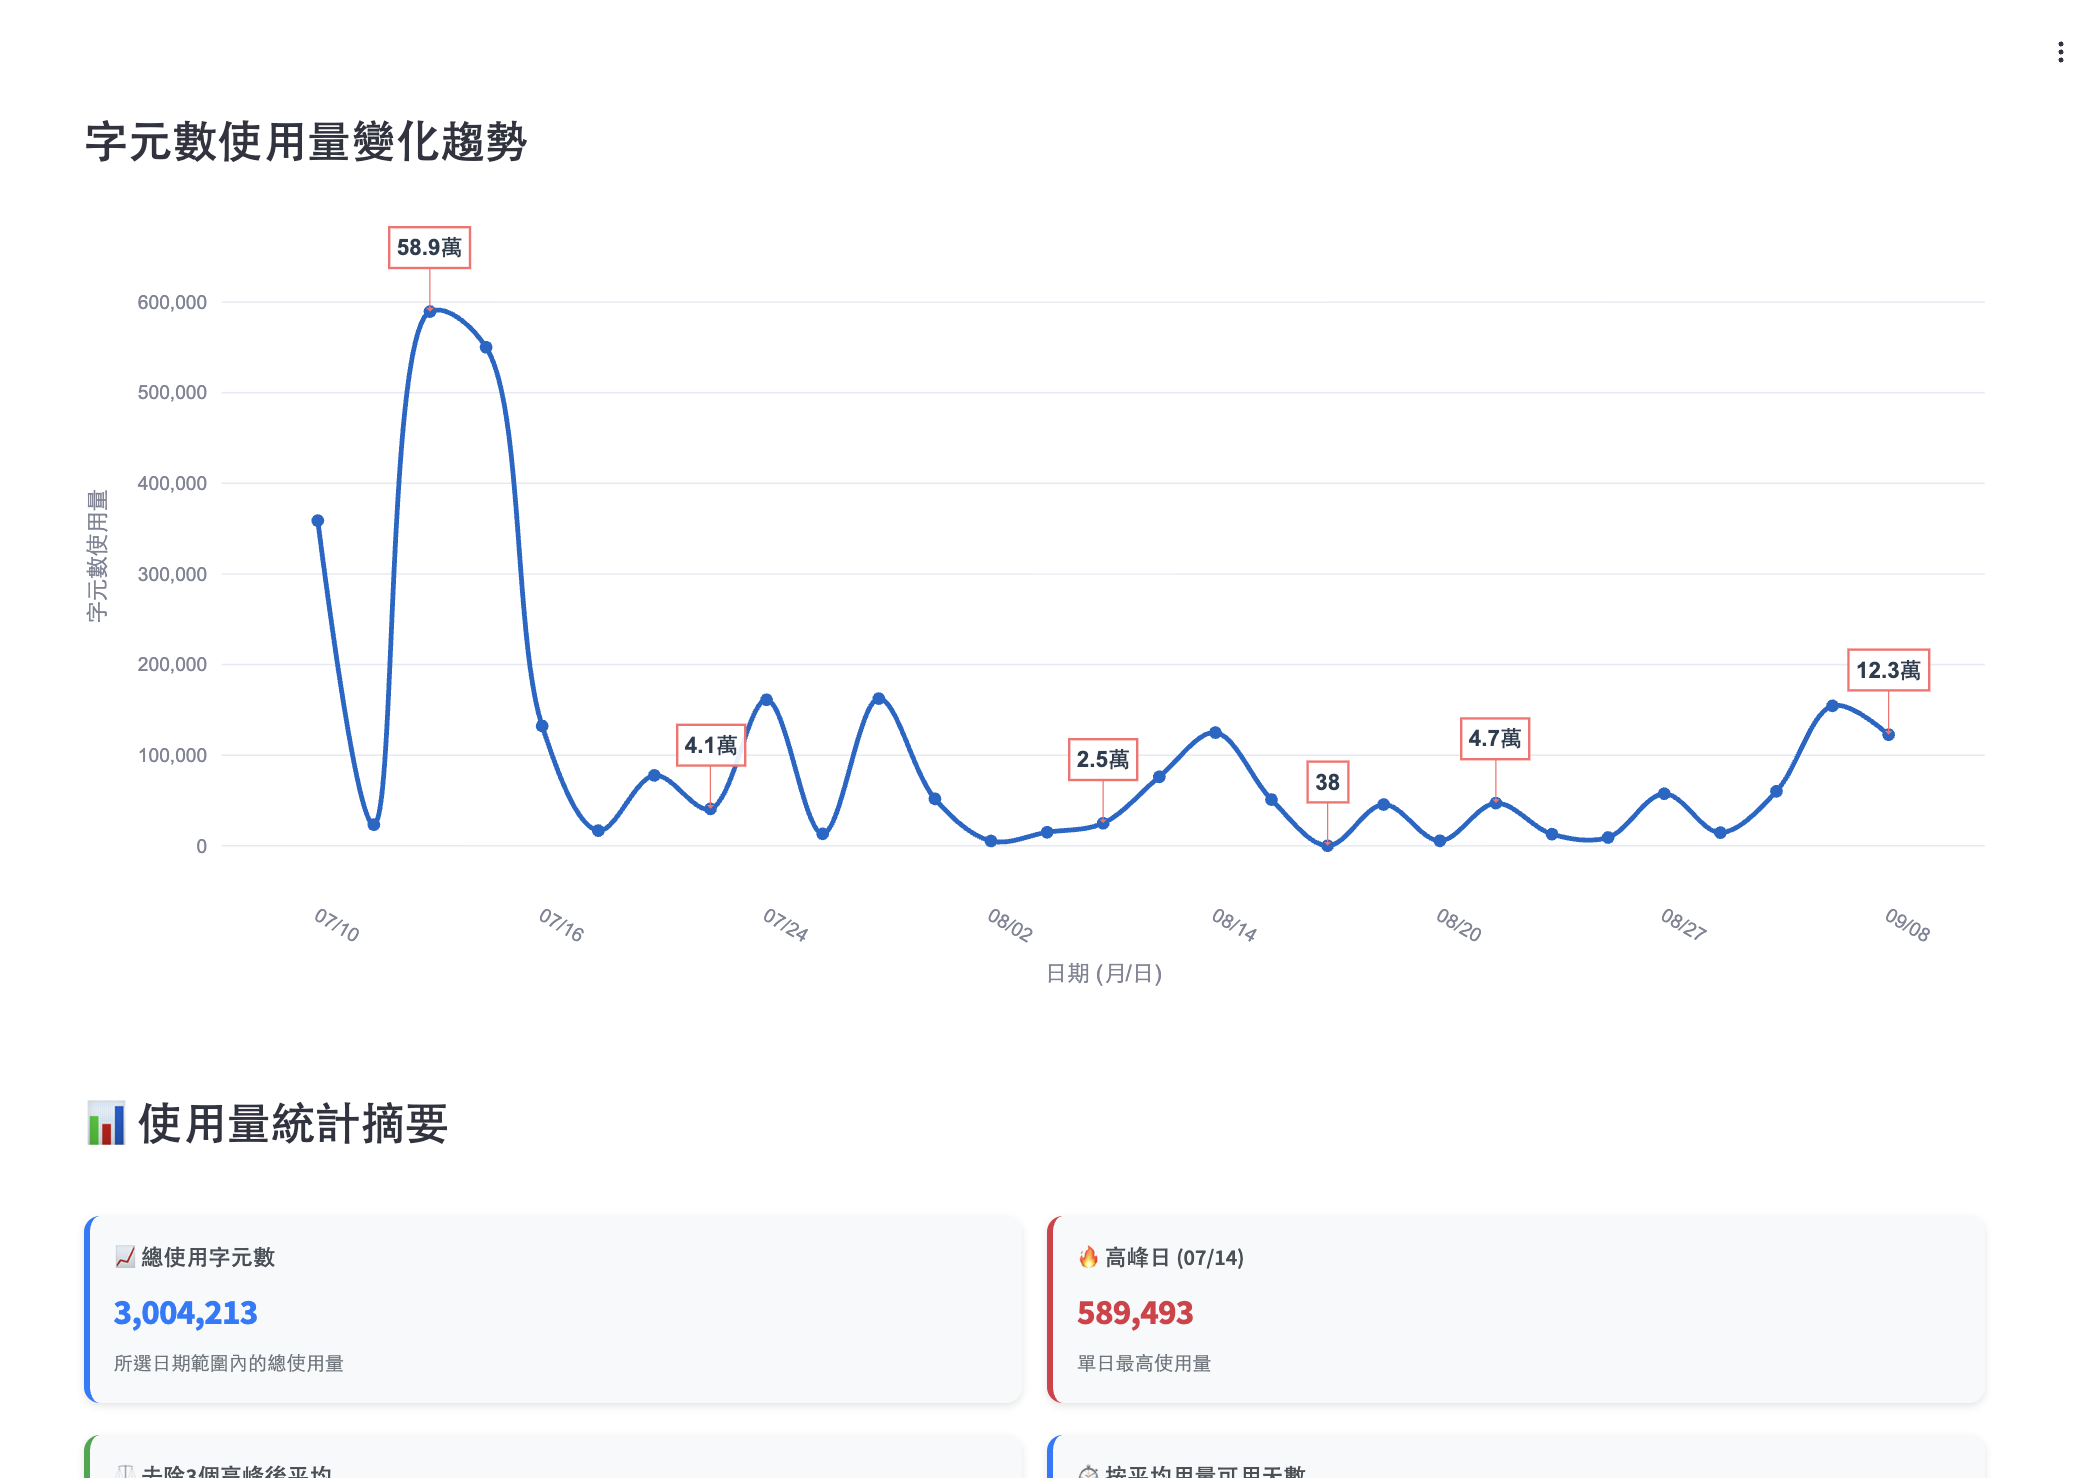 字元數使用量變化趨勢
58.9萬
600,000
500,000
400,000
300,000
200,000
100,000
0
字元數使用量
4.1萬
2.5萬
38
4.7萬
12.3萬
07/10
07/16
07/24
08/02
08/14
08/20
08/27
09/08
日期 (月/日)
📊 使用量統計摘要
📈 總使用字元數
3,004,213
所選日期範圍內的總使用量
🔥 高峰日 (07/14)
589,493
單日最高使用量
⚖️ 去除3個高峰後平均
⏱️ 按平均用量可用天數